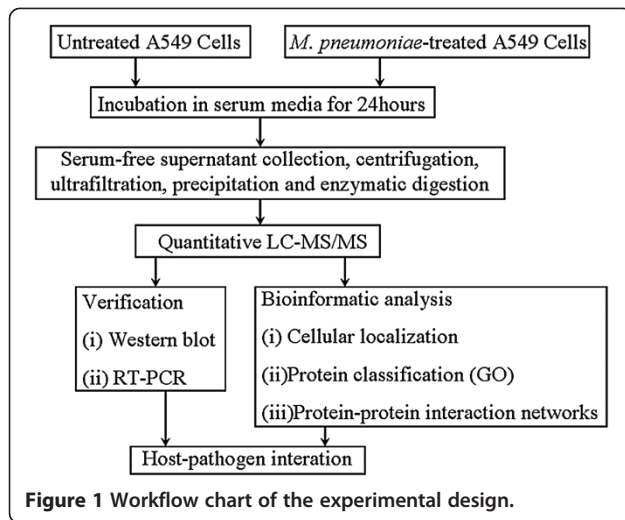 Untreated A549 Cells
M. pneumoniae-treated A549 Cells
Incubation in serum media for 24hours
Serum-free supernatant collection, centrifugation,
ultrafiltration, precipitation and enzymatic digestion
Quantitative LC-MS/MS
Verification
(i) Western blot
(ii) RT-PCR
Bioinformatic analysis
(i) Cellular localization
(ii)Protein classification (GO)
(iii)Protein-protein interaction networks
Host-pathogen interation
Figure 1 Workflow chart of the experimental design.